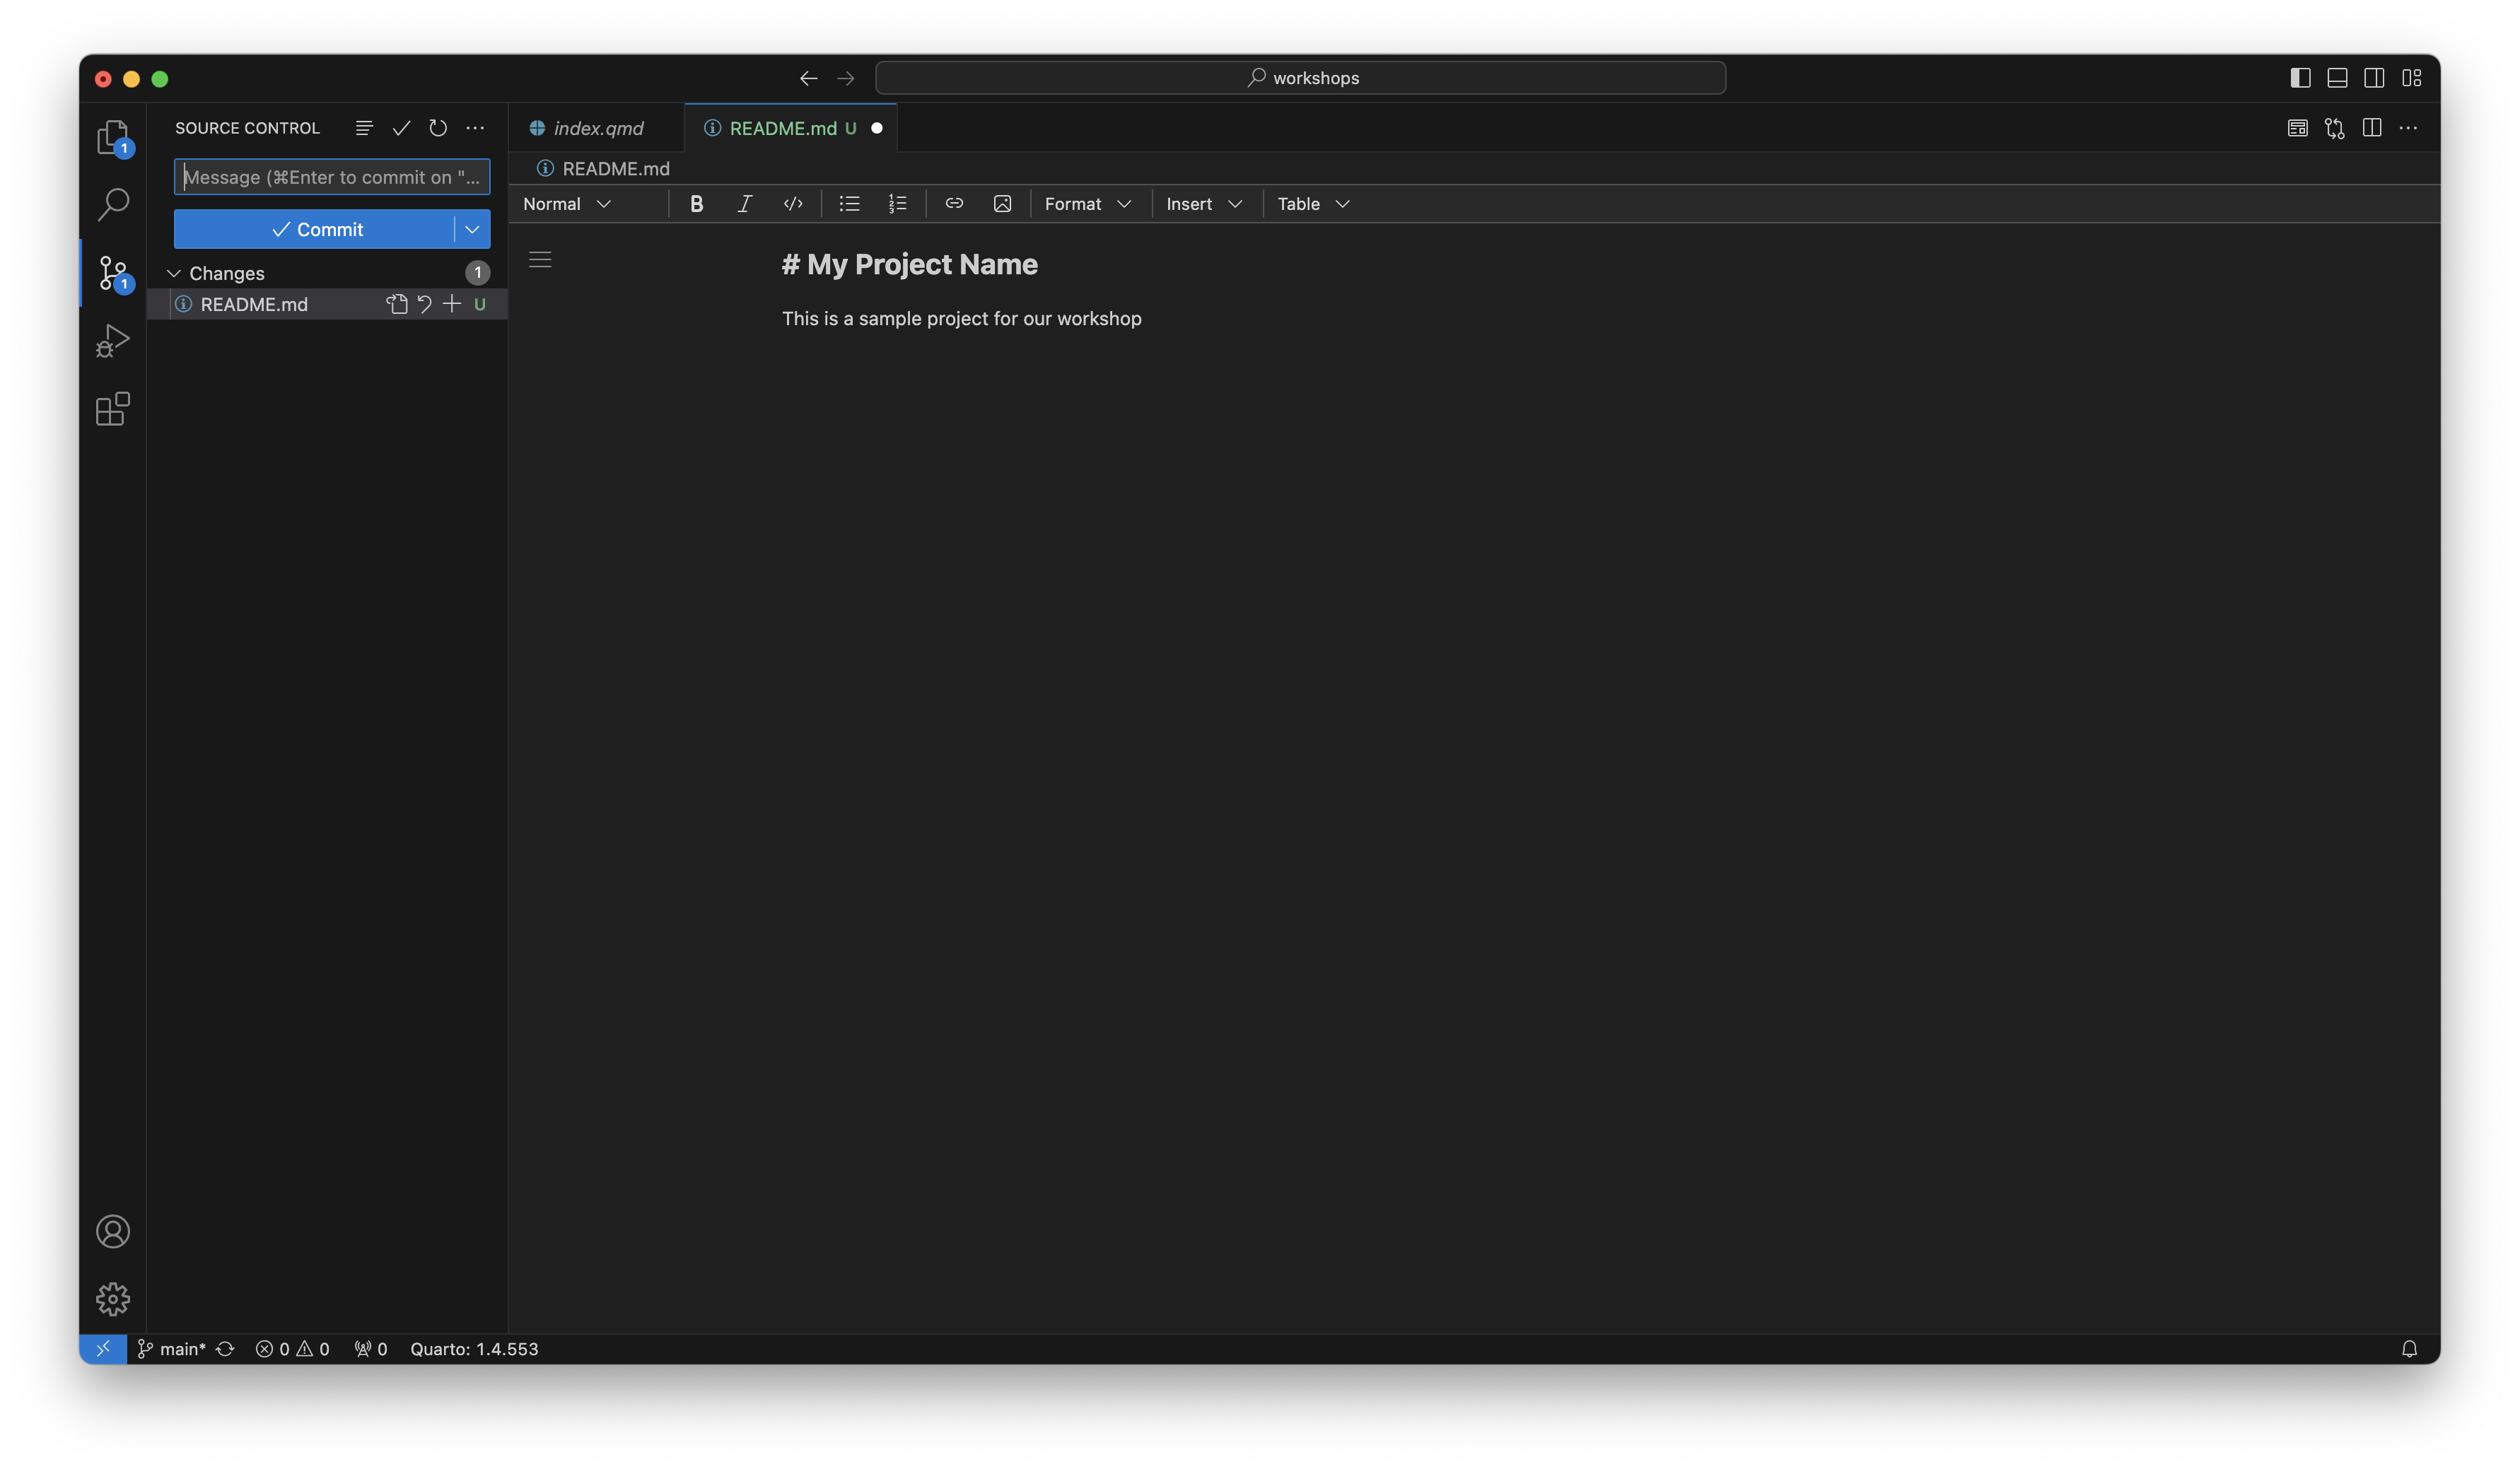 workshops
1
SOURCE CONTROL
Message (⌘Enter to commit on "...
Commit
Changes 1
README.md U
1
index.qmd
README.md U
README.md
Normal B I </> Format Insert Table
# My Project Name
This is a sample project for our workshop
main* 0 0 0 Quarto: 1.4.553